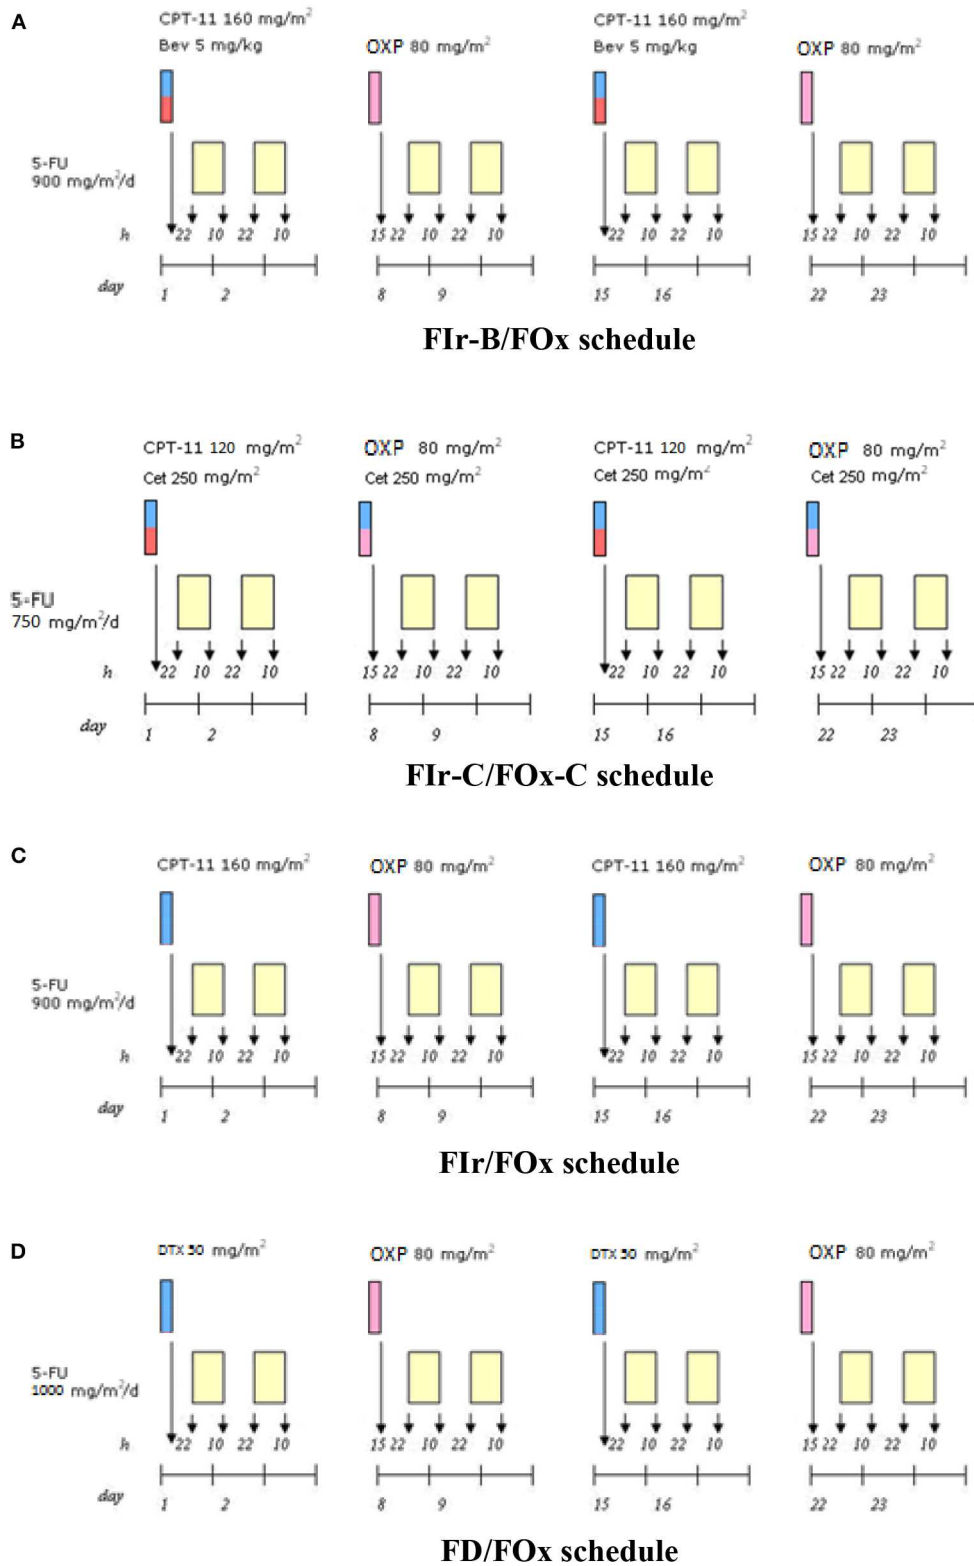 A
CPT-11 160 mg/m²
Bev 5 mg/kg
OXP 80 mg/m²
CPT-11 160 mg/m²
Bev 5 mg/kg
OXP 80 mg/m²
5-FU
900 mg/m²/d
h 22 10 22 10 15 22 10 22 10 22 10 22 10 15 22 10 22 10
day 1 2 8 9 15 16 22 23
FIr-B/FOx schedule
B
CPT-11 120 mg/m²
Cet 250 mg/m²
OXP 80 mg/m²
Cet 250 mg/m²
CPT-11 120 mg/m²
Cet 250 mg/m²
OXP 80 mg/m²
Cet 250 mg/m²
5-FU
750 mg/m²/d
h 22 10 22 10 15 22 10 22 10 22 10 22 10 15 22 10 22 10
day 1 2 8 9 15 16 22 23
FIr-C/FOx-C schedule
C
CPT-11 160 mg/m²
OXP 80 mg/m²
CPT-11 160 mg/m²
OXP 80 mg/m²
5-FU
900 mg/m²/d
h 22 10 22 10 15 22 10 22 10 22 10 22 10 15 22 10 22 10
day 1 2 8 9 15 16 22 23
FIr/FOx schedule
D
DTX 50 mg/m²
OXP 80 mg/m²
DTX 50 mg/m²
OXP 80 mg/m²
5-FU
1000 mg/m²/d
h 22 10 22 10 15 22 10 22 10 22 10 22 10 15 22 10 22 10
day 1 2 8 9 15 16 22 23
FD/FOx schedule